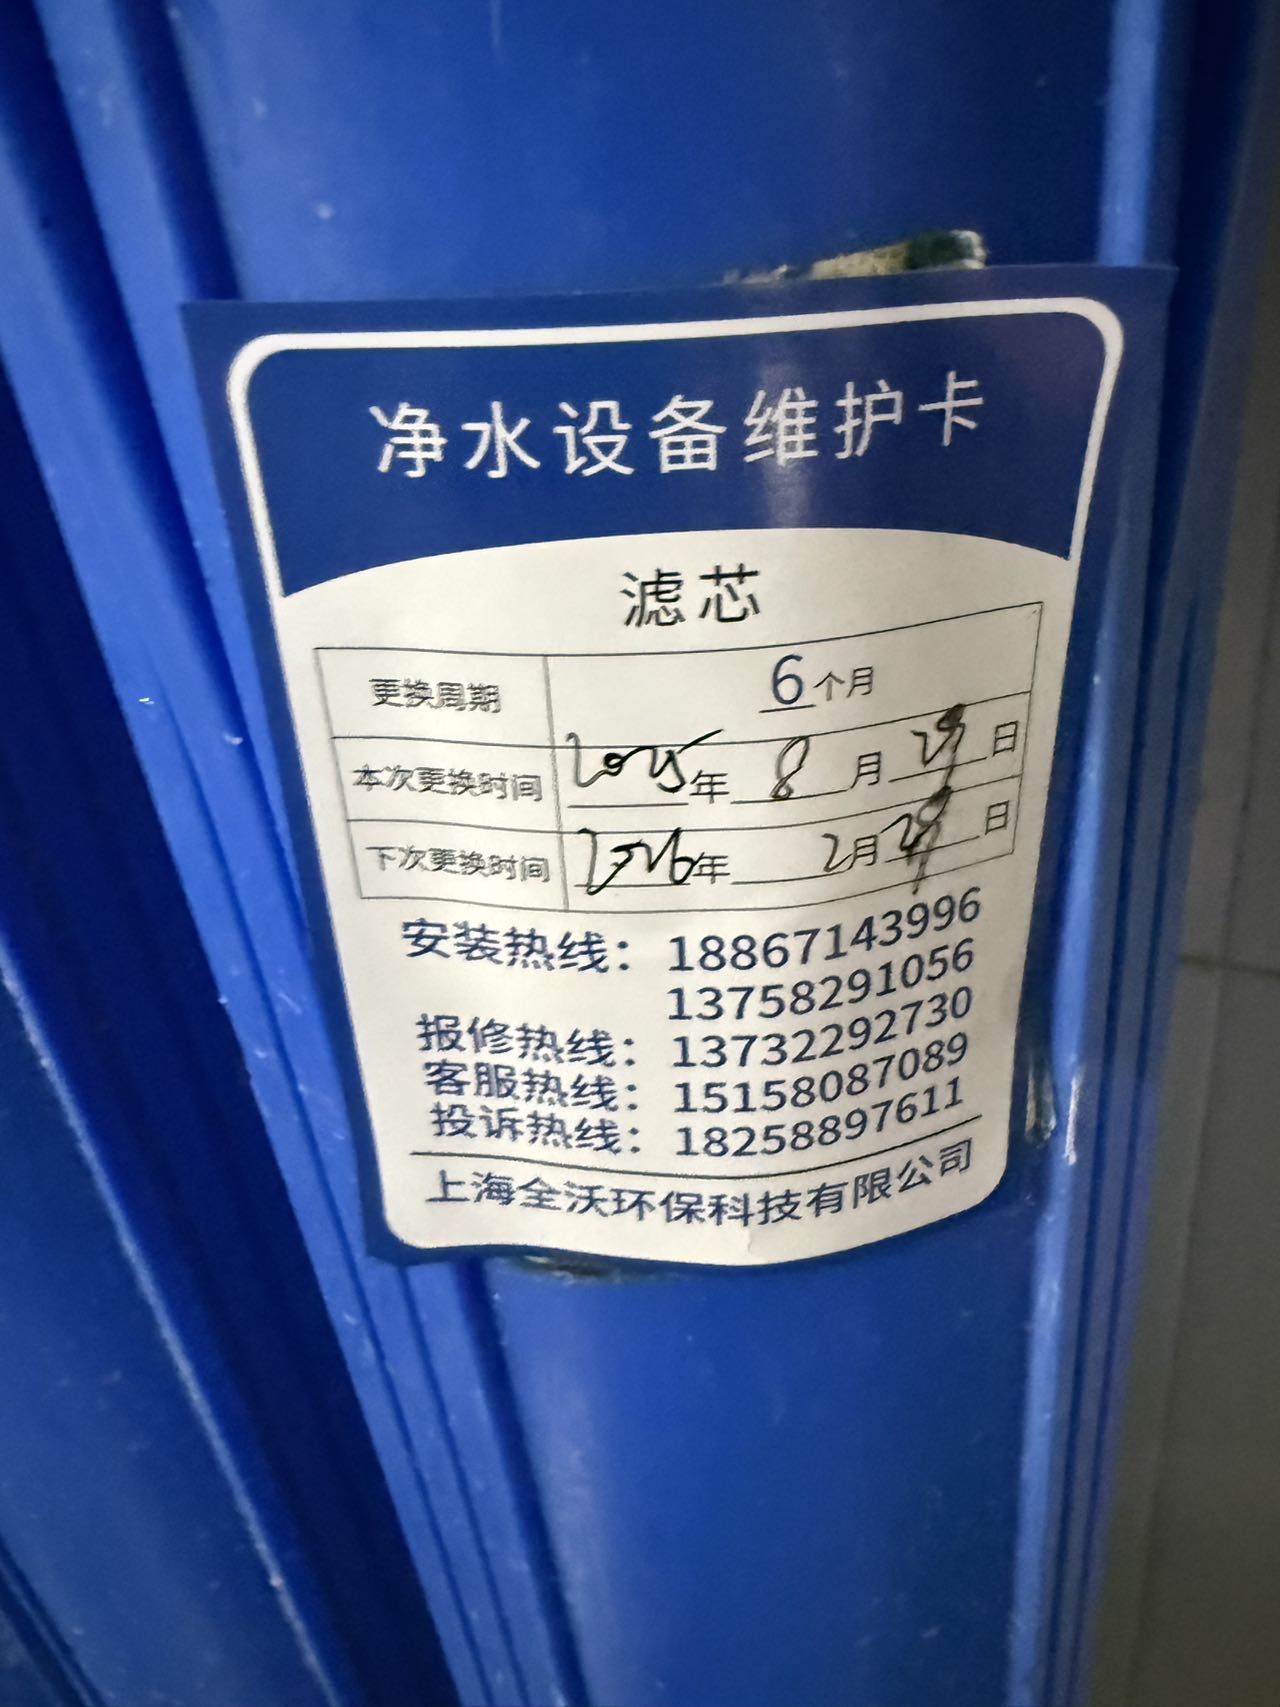 净水设备维护卡
滤芯
更换周期 6个月
本次更换时间 2025年8月29日
下次更换时间 2026年2月29日
安装热线：18867143996
13758291056
报修热线：13732292730
客服热线：15158087089
投诉热线：18258897611
上海全沃环保科技有限公司